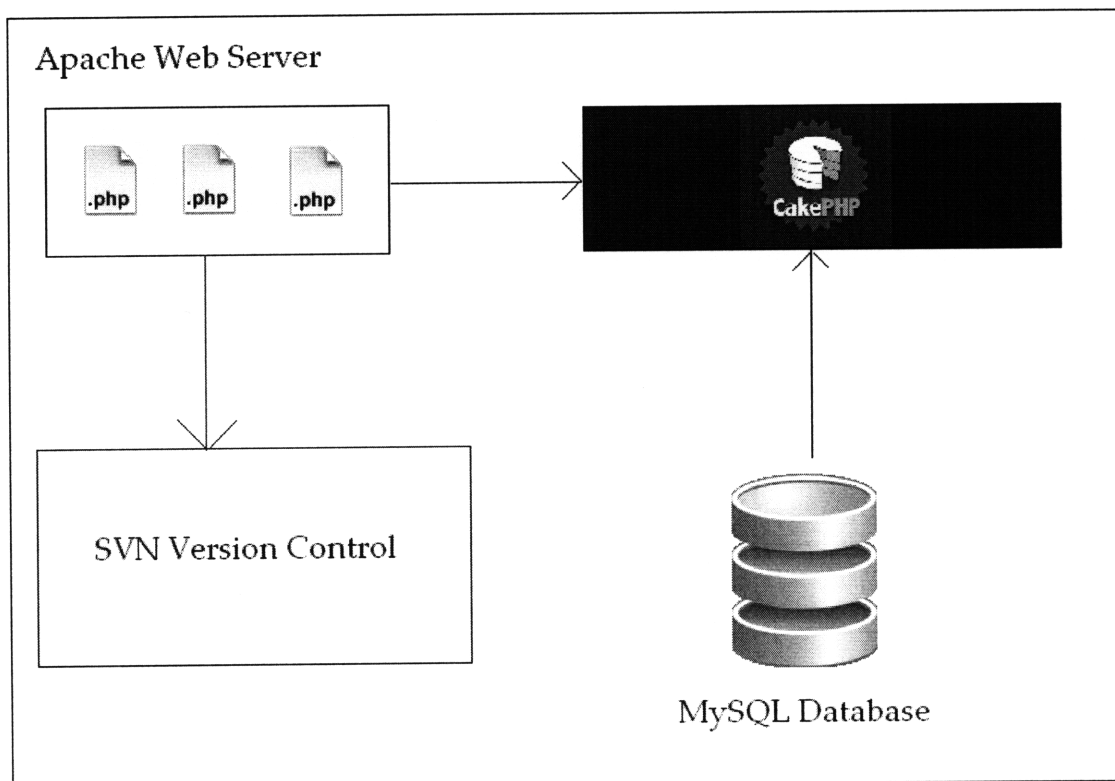 Apache Web Server
.php .php .php
CakePHP
SVN Version Control
MySQL Database